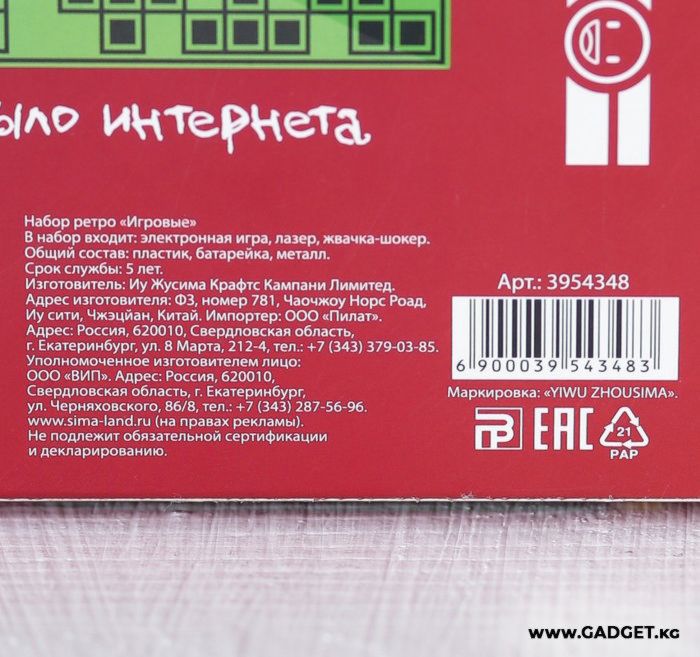 интернета
Набор ретро «Игровые»
В набор входит: электронная игра, лазер, жвачка-шокер.
Общий состав: пластик, батарейка, металл.
Срок службы: 5 лет.
Изготовитель: Иу Жусима Крафтс Кампани Лимитед.
Адрес изготовителя: ФЗ, номер 781, Чаочжоу Норс Роад,
Иу сити, Чжэцайн, Китай. Импортер: ООО «Пилат».
Адрес: Россия, 620010, Свердловская область,
г. Екатеринбург, ул. 8 Марта, 212-4, тел.: +7 (343) 379-03-85.
Уполномоченное изготовителем лицо:
ООО «ВИП». Адрес: Россия, 620010,
Свердловская область, г. Екатеринбург,
ул. Черняховского, 86/8, тел.: +7 (343) 287-56-96.
www.sima-land.ru (на правах рекламы).
Не подлежит обязательной сертификации
и декларированию.
Арт.: 3954348
6 900039 543483
Маркировка: «YIWU ZHOUSIMA».
EAC
21
PAP
WWW.GADGET.KG